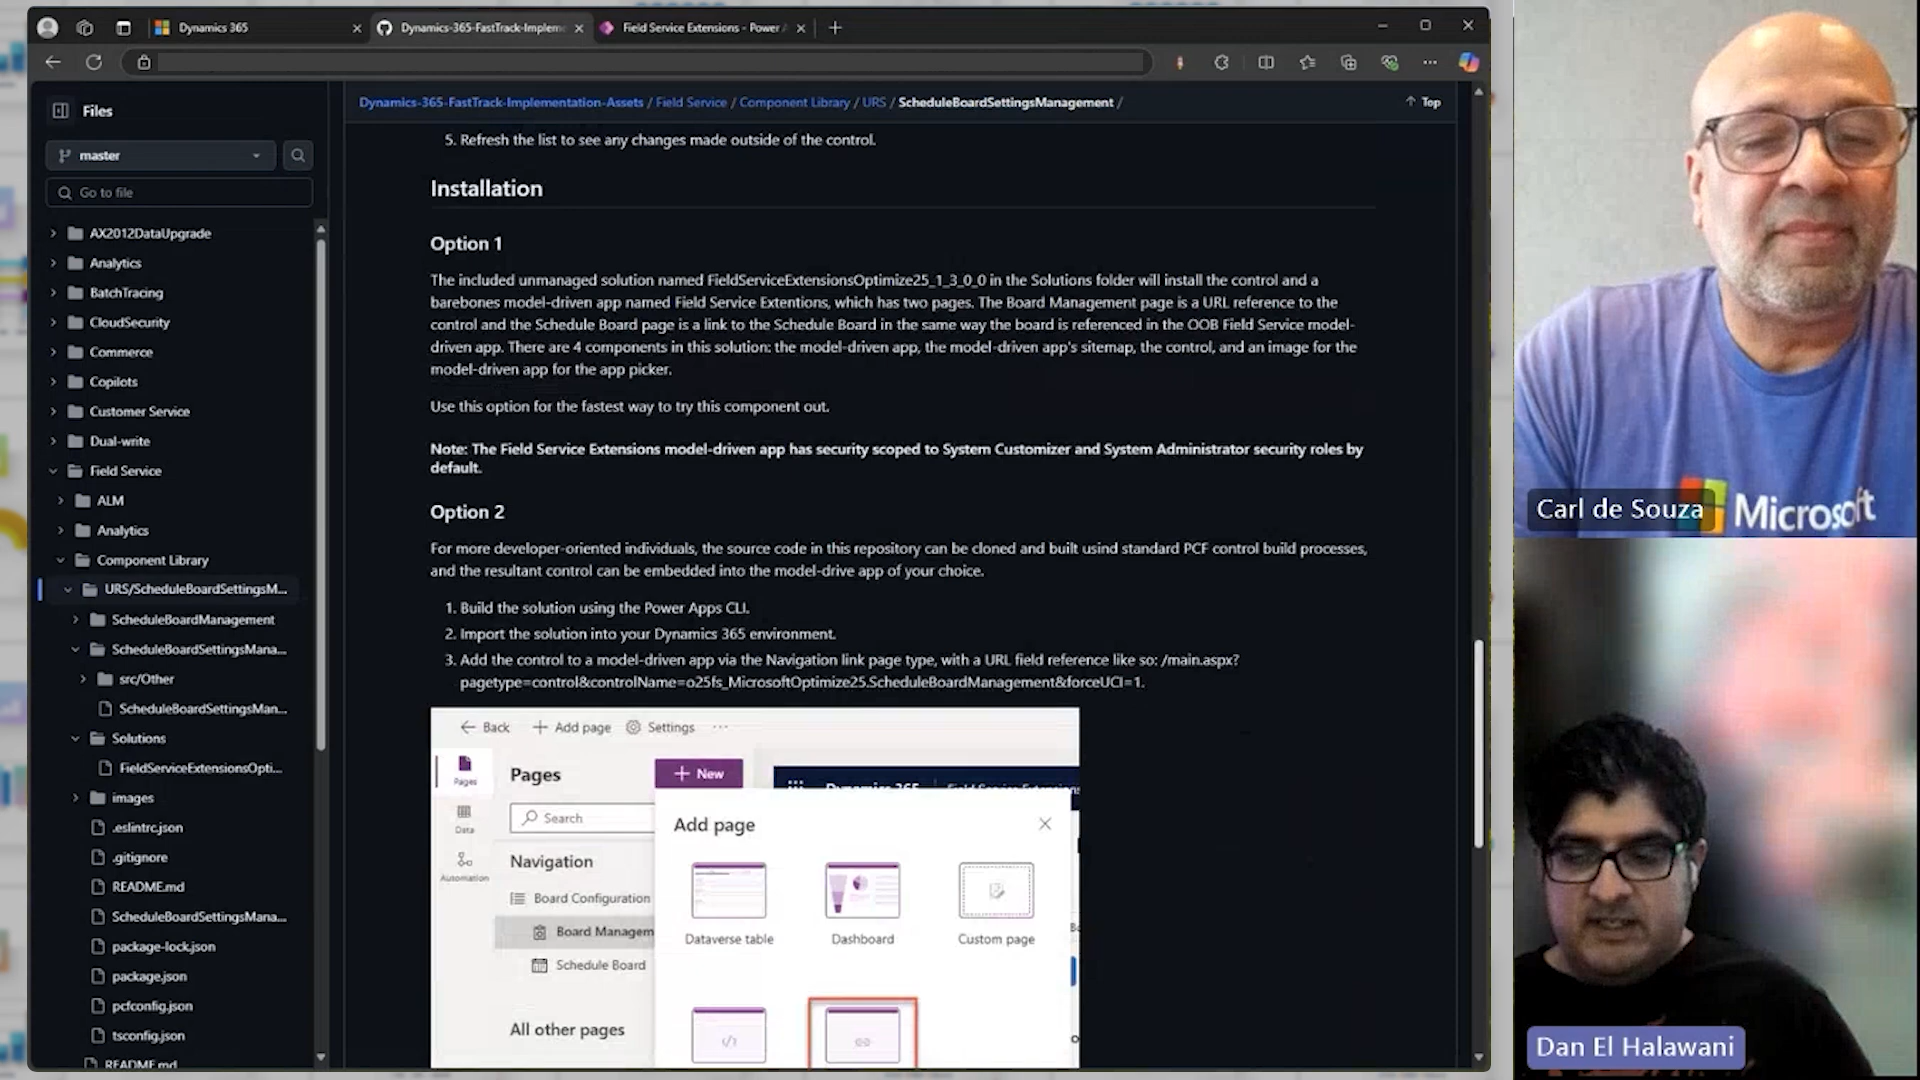 Dynamics 365
Dynamics-365-FastTrack-Implem
Field Service Extensions - Power
Files
master
Go to file
AX2012DataUpgrade
Analytics
BatchTracing
CloudSecurity
Commerce
Copilots
Customer Service
Dual-write
Field Service
ALM
Analytics
Component Library
URS/ScheduleBoardSettingsM...
ScheduleBoardManagement
ScheduleBoardSettingsMana...
src/Other
ScheduleBoardSettingsMan...
Solutions
FieldServiceExtensionsOpti...
images
.eslintrc.json
.gitignore
README.md
ScheduleBoardSettingsMana...
package-lock.json
package.json
pcfconfig.json
tsconfig.json
README.md
Dynamics-365-FastTrack-Implementation-Assets / Field Service / Component Library / URS / ScheduleBoardSettingsManagement /
Top
5. Refresh the list to see any changes made outside of the control.
Installation
Option 1
The included unmanaged solution named FieldServiceExtensionsOptimize25_1_3_0_0 in the Solutions folder will install the control and a
barebones model-driven app named Field Service Extentions, which has two pages. The Board Management page is a URL reference to the
control and the Schedule Board page is a link to the Schedule Board in the same way the board is referenced in the OOB Field Service model-
driven app. There are 4 components in this solution: the model-driven app, the model-driven app's sitemap, the control, and an image for the
model-driven app for the app picker.
Use this option for the fastest way to try this component out.
Note: The Field Service Extensions model-driven app has security scoped to System Customizer and System Administrator security roles by
default.
Option 2
For more developer-oriented individuals, the source code in this repository can be cloned and built usind standard PCF control build processes,
and the resultant control can be embedded into the model-drive app of your choice.
1. Build the solution using the Power Apps CLI.
2. Import the solution into your Dynamics 365 environment.
3. Add the control to a model-driven app via the Navigation link page type, with a URL field reference like so: /main.aspx?
pagetype=control&controlName=o25fs_MicrosoftOptimize25.ScheduleBoardManagement&forceUCI=1.
Back
Add page
Settings
Pages
Data
Automation
Pages
New
Search
Navigation
Board Configuration
Board Managem
Schedule Board
All other pages
Dynamics 365
Field Service Extensions
Add page
Dataverse table
Dashboard
Custom page
Carl de Souza
Microsoft
Dan El Halawani